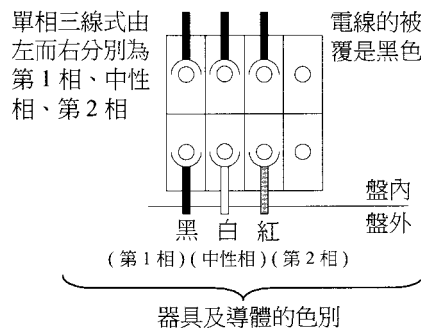 單相三線式由
左而右分別為
第1相、中性
相、第2相
電線的被
覆是黑色
盤內
盤外
黑 白 紅
(第1相)(中性相)(第2相)
器具及導體的色別